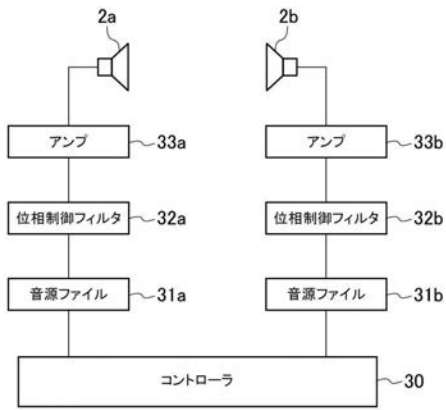 2a 2b
アンプ 33a アンプ 33b
位相制御フィルタ 32a 位相制御フィルタ 32b
音源ファイル 31a 音源ファイル 31b
コントローラ 30